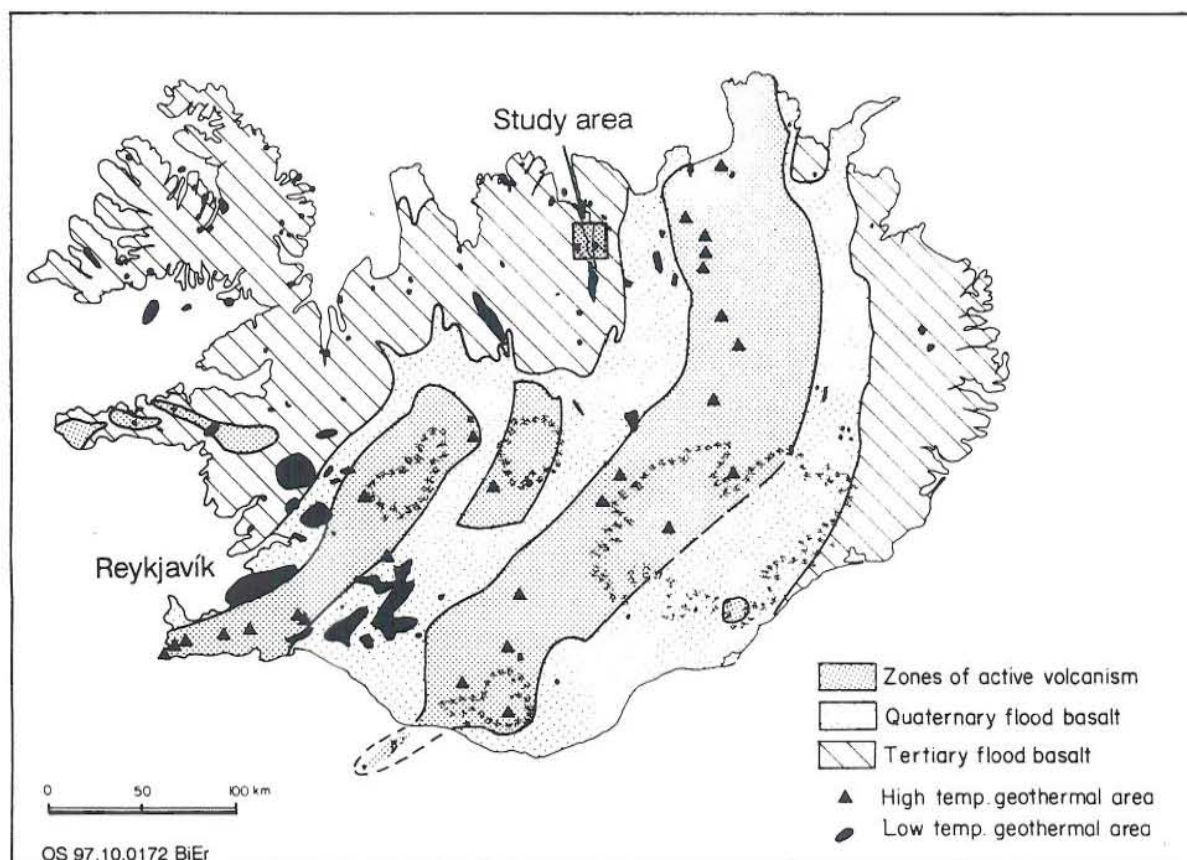 Study area
Reykjavík
Zones of active volcanism
Quaternary flood basalt
Tertiary flood basalt
High temp. geothermal area
Low temp. geothermal area
0 50 100 km
OS 97.10.0172 BiEr